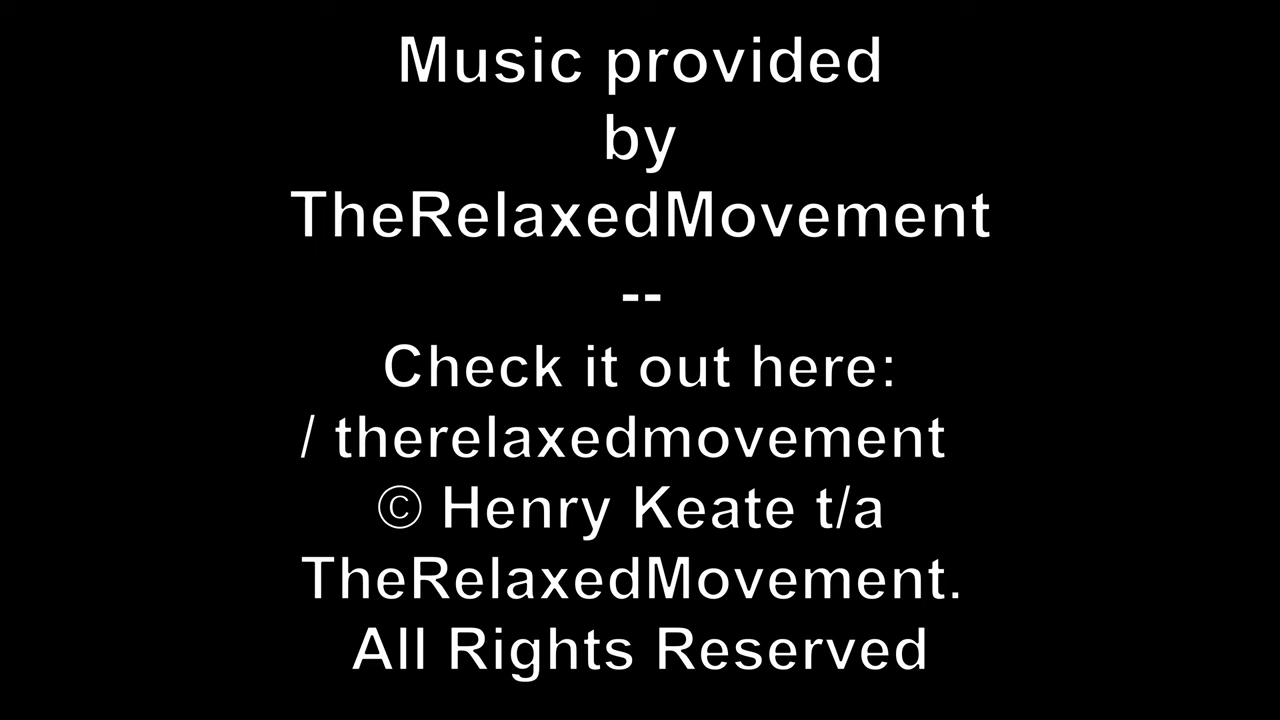 Music provided
by
TheRelaxedMovement
--
Check it out here:
/ therelaxedmovement
© Henry Keate t/a
TheRelaxedMovement.
All Rights Reserved